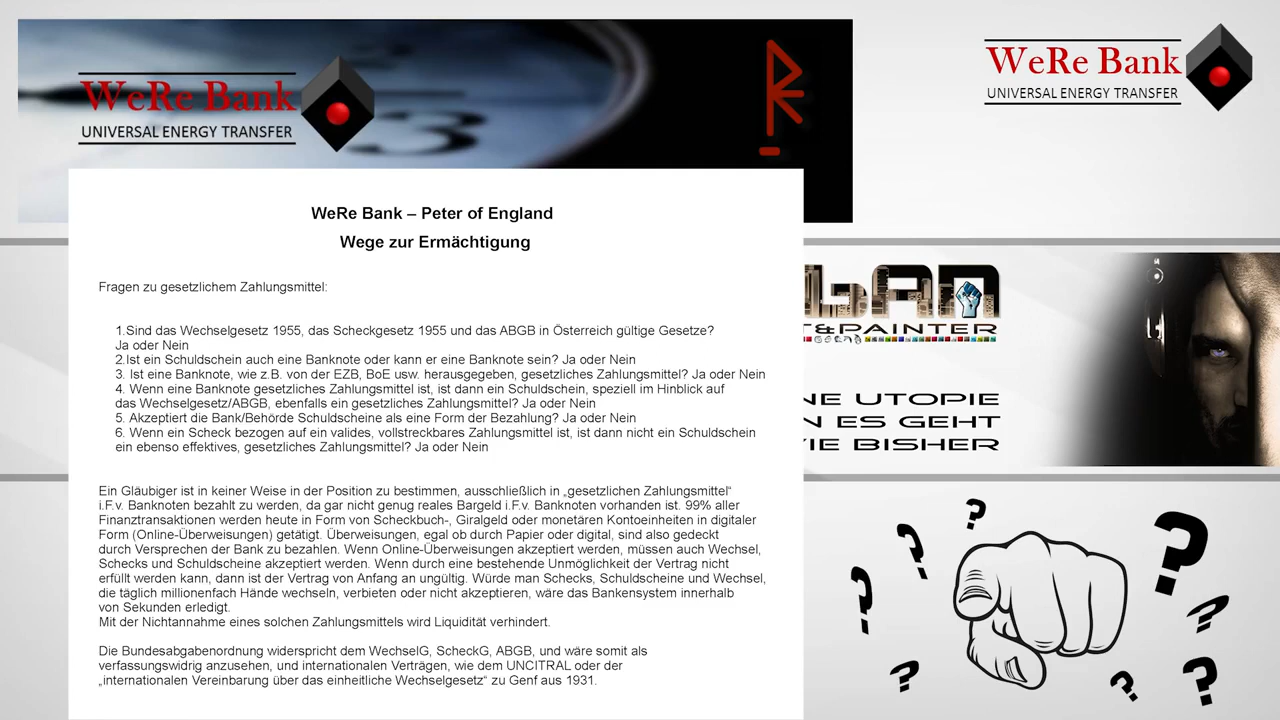 WeRe Bank
UNIVERSAL ENERGY TRANSFER
3
WeRe Bank
UNIVERSAL ENERGY TRANSFER
WeRe Bank – Peter of England
Wege zur Ermächtigung
Fragen zu gesetzlichem Zahlungsmittel:
1.Sind das Wechselgesetz 1955, das Scheckgesetz 1955 und das ABGB in Österreich gültige Gesetze?
Ja oder Nein
2.Ist ein Schuldschein auch eine Banknote oder kann er eine Banknote sein? Ja oder Nein
3. Ist eine Banknote, wie z.B. von der EZB, BoE usw. herausgegeben, gesetzliches Zahlungsmittel? Ja oder Nein
4. Wenn eine Banknote gesetzliches Zahlungsmittel ist, ist dann ein Schuldschein, speziell im Hinblick auf
das Wechselgesetz/ABGB, ebenfalls ein gesetzliches Zahlungsmittel? Ja oder Nein
5. Akzeptiert die Bank/Behörde Schuldscheine als eine Form der Bezahlung? Ja oder Nein
6. Wenn ein Scheck bezogen auf ein valides, vollstreckbares Zahlungsmittel ist, ist dann nicht ein Schuldschein
ein ebenso effektives, gesetzliches Zahlungsmittel? Ja oder Nein
Ein Gläubiger ist in keiner Weise in der Position zu bestimmen, ausschließlich in „gesetzlichen Zahlungsmittel“
i.F.v. Banknoten bezahlt zu werden, da gar nicht genug reales Bargeld i.F.v. Banknoten vorhanden ist. 99% aller
Finanztransaktionen werden heute in Form von Scheckbuch-, Giralgeld oder monetären Kontoeinheiten in digitaler
Form (Online-Überweisungen) getätigt. Überweisungen, egal ob durch Papier oder digital, sind also gedeckt
durch Versprechen der Bank zu bezahlen. Wenn Online-Überweisungen akzeptiert werden, müssen auch Wechsel,
Schecks und Schuldscheine akzeptiert werden. Wenn durch eine bestehende Unmöglichkeit der Vertrag nicht
erfüllt werden kann, dann ist der Vertrag von Anfang an ungültig. Würde man Schecks, Schuldscheine und Wechsel,
die täglich millionenfach Hände wechseln, verbieten oder nicht akzeptieren, wäre das Bankensystem innerhalb
von Sekunden erledigt.
Mit der Nichtannahme eines solchen Zahlungsmittels wird Liquidität verhindert.
Die Bundesabgabenordnung widerspricht dem WechselG, ScheckG, ABGB, und wäre somit als
verfassungswidrig anzusehen, und internationalen Verträgen, wie dem UNCITRAL oder der
„internationalen Vereinbarung über das einheitliche Wechselgesetz“ zu Genf aus 1931.
bAN
T&PAINTER
NE UTOPIE
N ES GEHT
IE BISHER
? ? ? ? ? ? ? ?